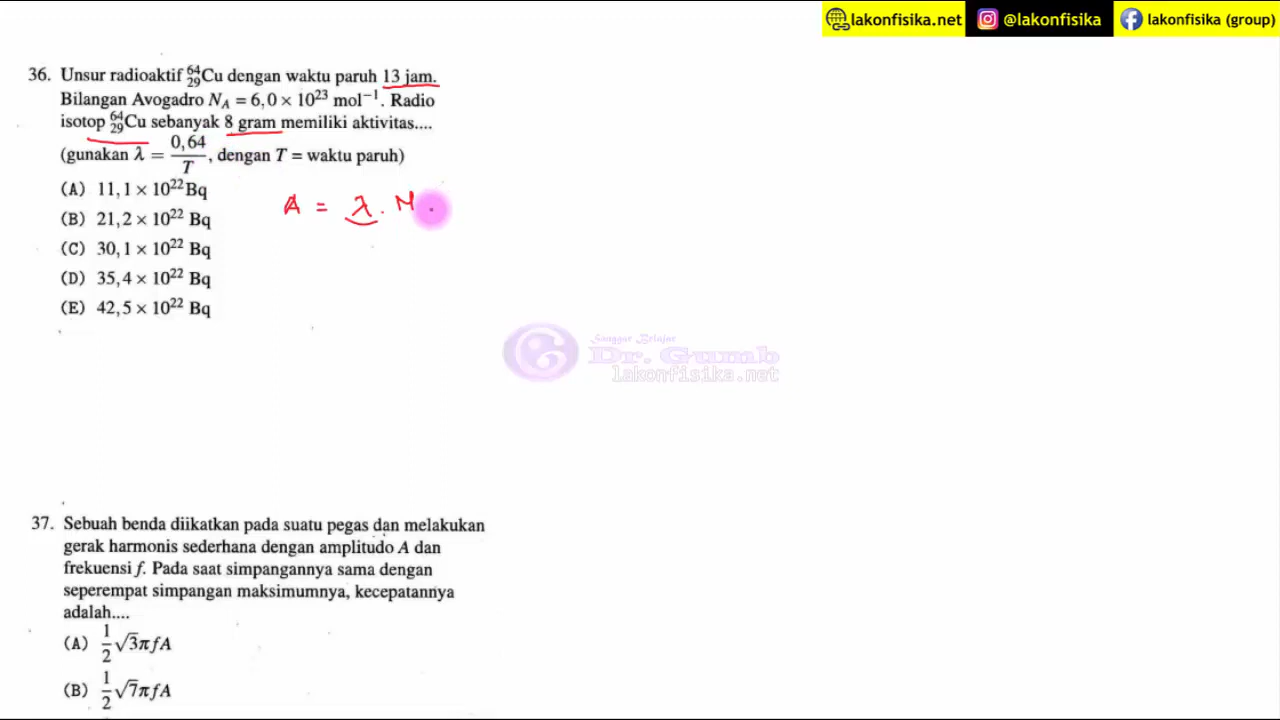 lakonfisika.net @lakonfisika lakonfisika (group)
36. Unsur radioaktif ⁶⁴₂₉Cu dengan waktu paruh 13 jam.
Bilangan Avogadro N_A = 6,0 × 10²³ mol⁻¹. Radio
isotop ⁶⁴₂₉Cu sebanyak 8 gram memiliki aktivitas....
(gunakan λ = 0,64/T, dengan T = waktu paruh)
(A) 11,1 × 10²² Bq
(B) 21,2 × 10²² Bq
(C) 30,1 × 10²² Bq
(D) 35,4 × 10²² Bq
(E) 42,5 × 10²² Bq
A = λ . N
Sanggar Belajar
Dr. Gumb
lakonfisika.net
37. Sebuah benda diikatkan pada suatu pegas dan melakukan
gerak harmonis sederhana dengan amplitudo A dan
frekuensi f. Pada saat simpangannya sama dengan
seperempat simpangan maksimumnya, kecepatannya
adalah....
(A) 1/2 √3πfA
(B) 1/2 √7πfA